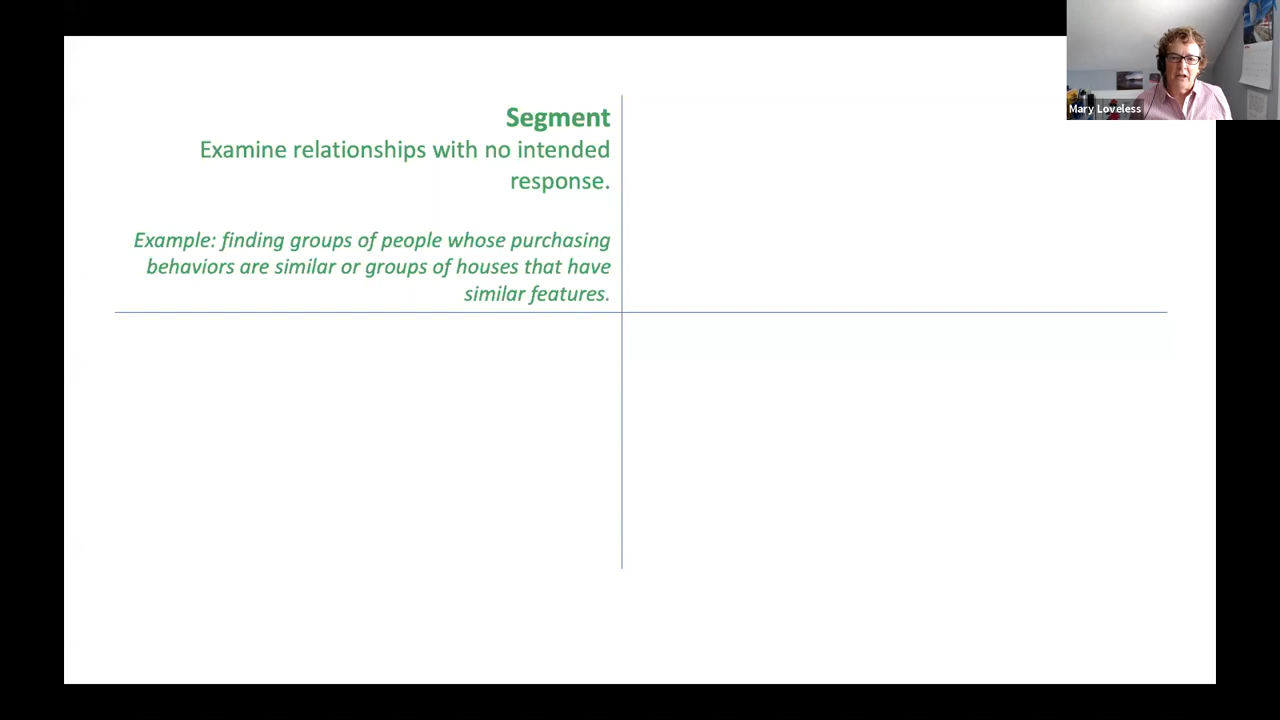 Segment
Examine relationships with no intended
response.
Example: finding groups of people whose purchasing
behaviors are similar or groups of houses that have
similar features.
Mary Loveless